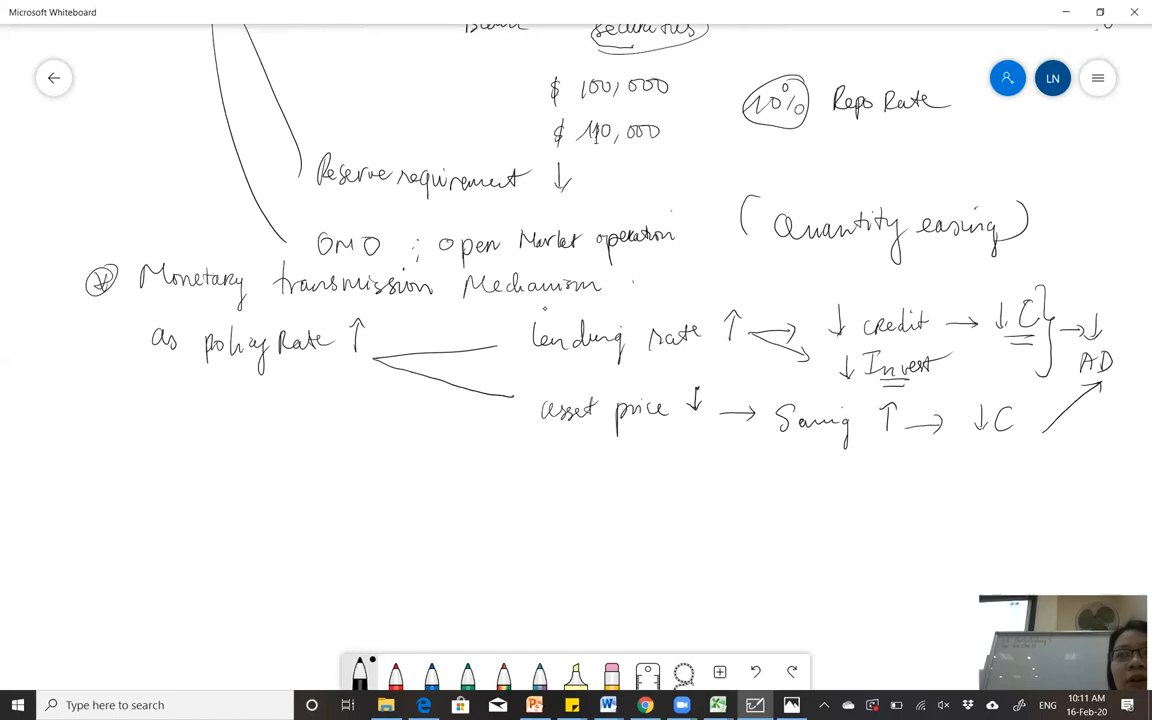 Microsoft Whiteboard
securities
$ 100,000
10% Repo Rate
$ 110,000
LN
Reserve requirement ↓
(Quantity easing)
OMO : open Market operation
Monetary transmission Mechanism
as policy Rate ↑
lending rate ↑ → ↓ credit → ↓ C } → ↓
↓ Invest
AD
asset price ↓ → Saving ↑ → ↓ C
Type here to search
ENG
10:11 AM
16-Feb-20